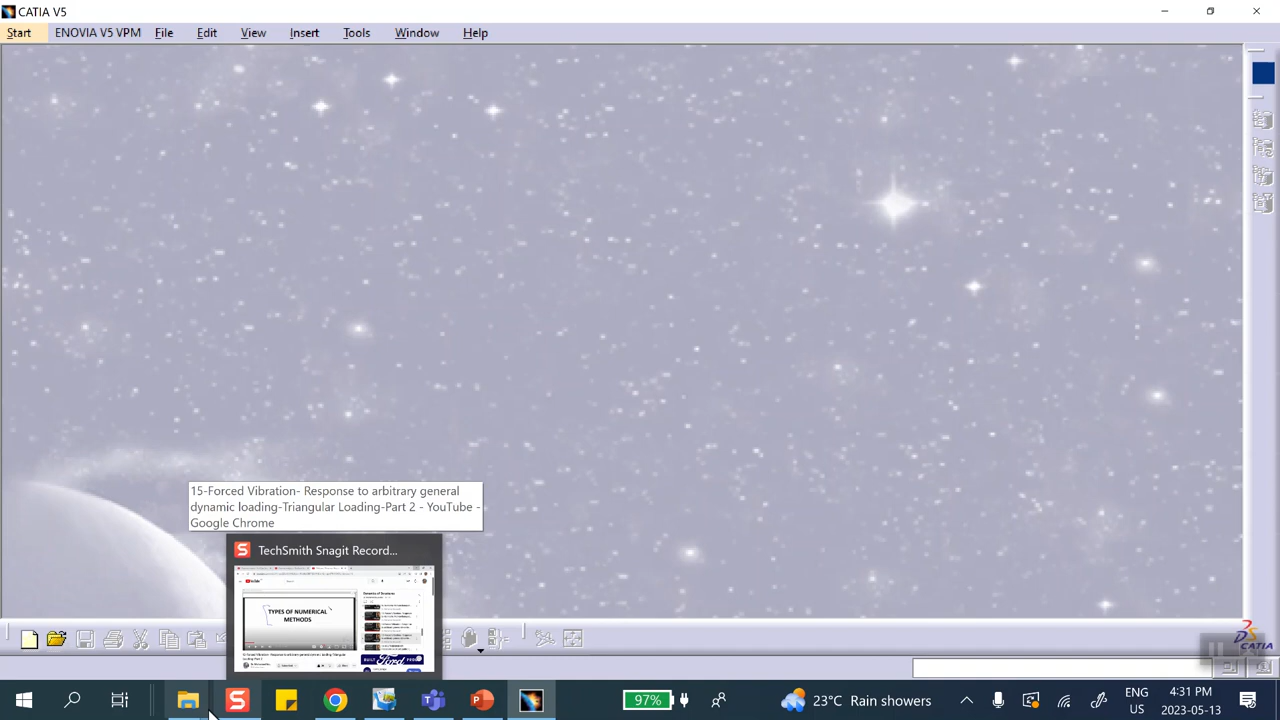 CATIA V5
Start ENOVIA V5 VPM File Edit View Insert Tools Window Help
15-Forced Vibration- Response to arbitrary general
dynamic loading-Triangular Loading-Part 2 - YouTube -
Google Chrome
TechSmith Snagit Record...
TYPES OF NUMERICAL
METHODS
CATIA
97%
23°C Rain showers
ENG
US
4:31 PM
2023-05-13